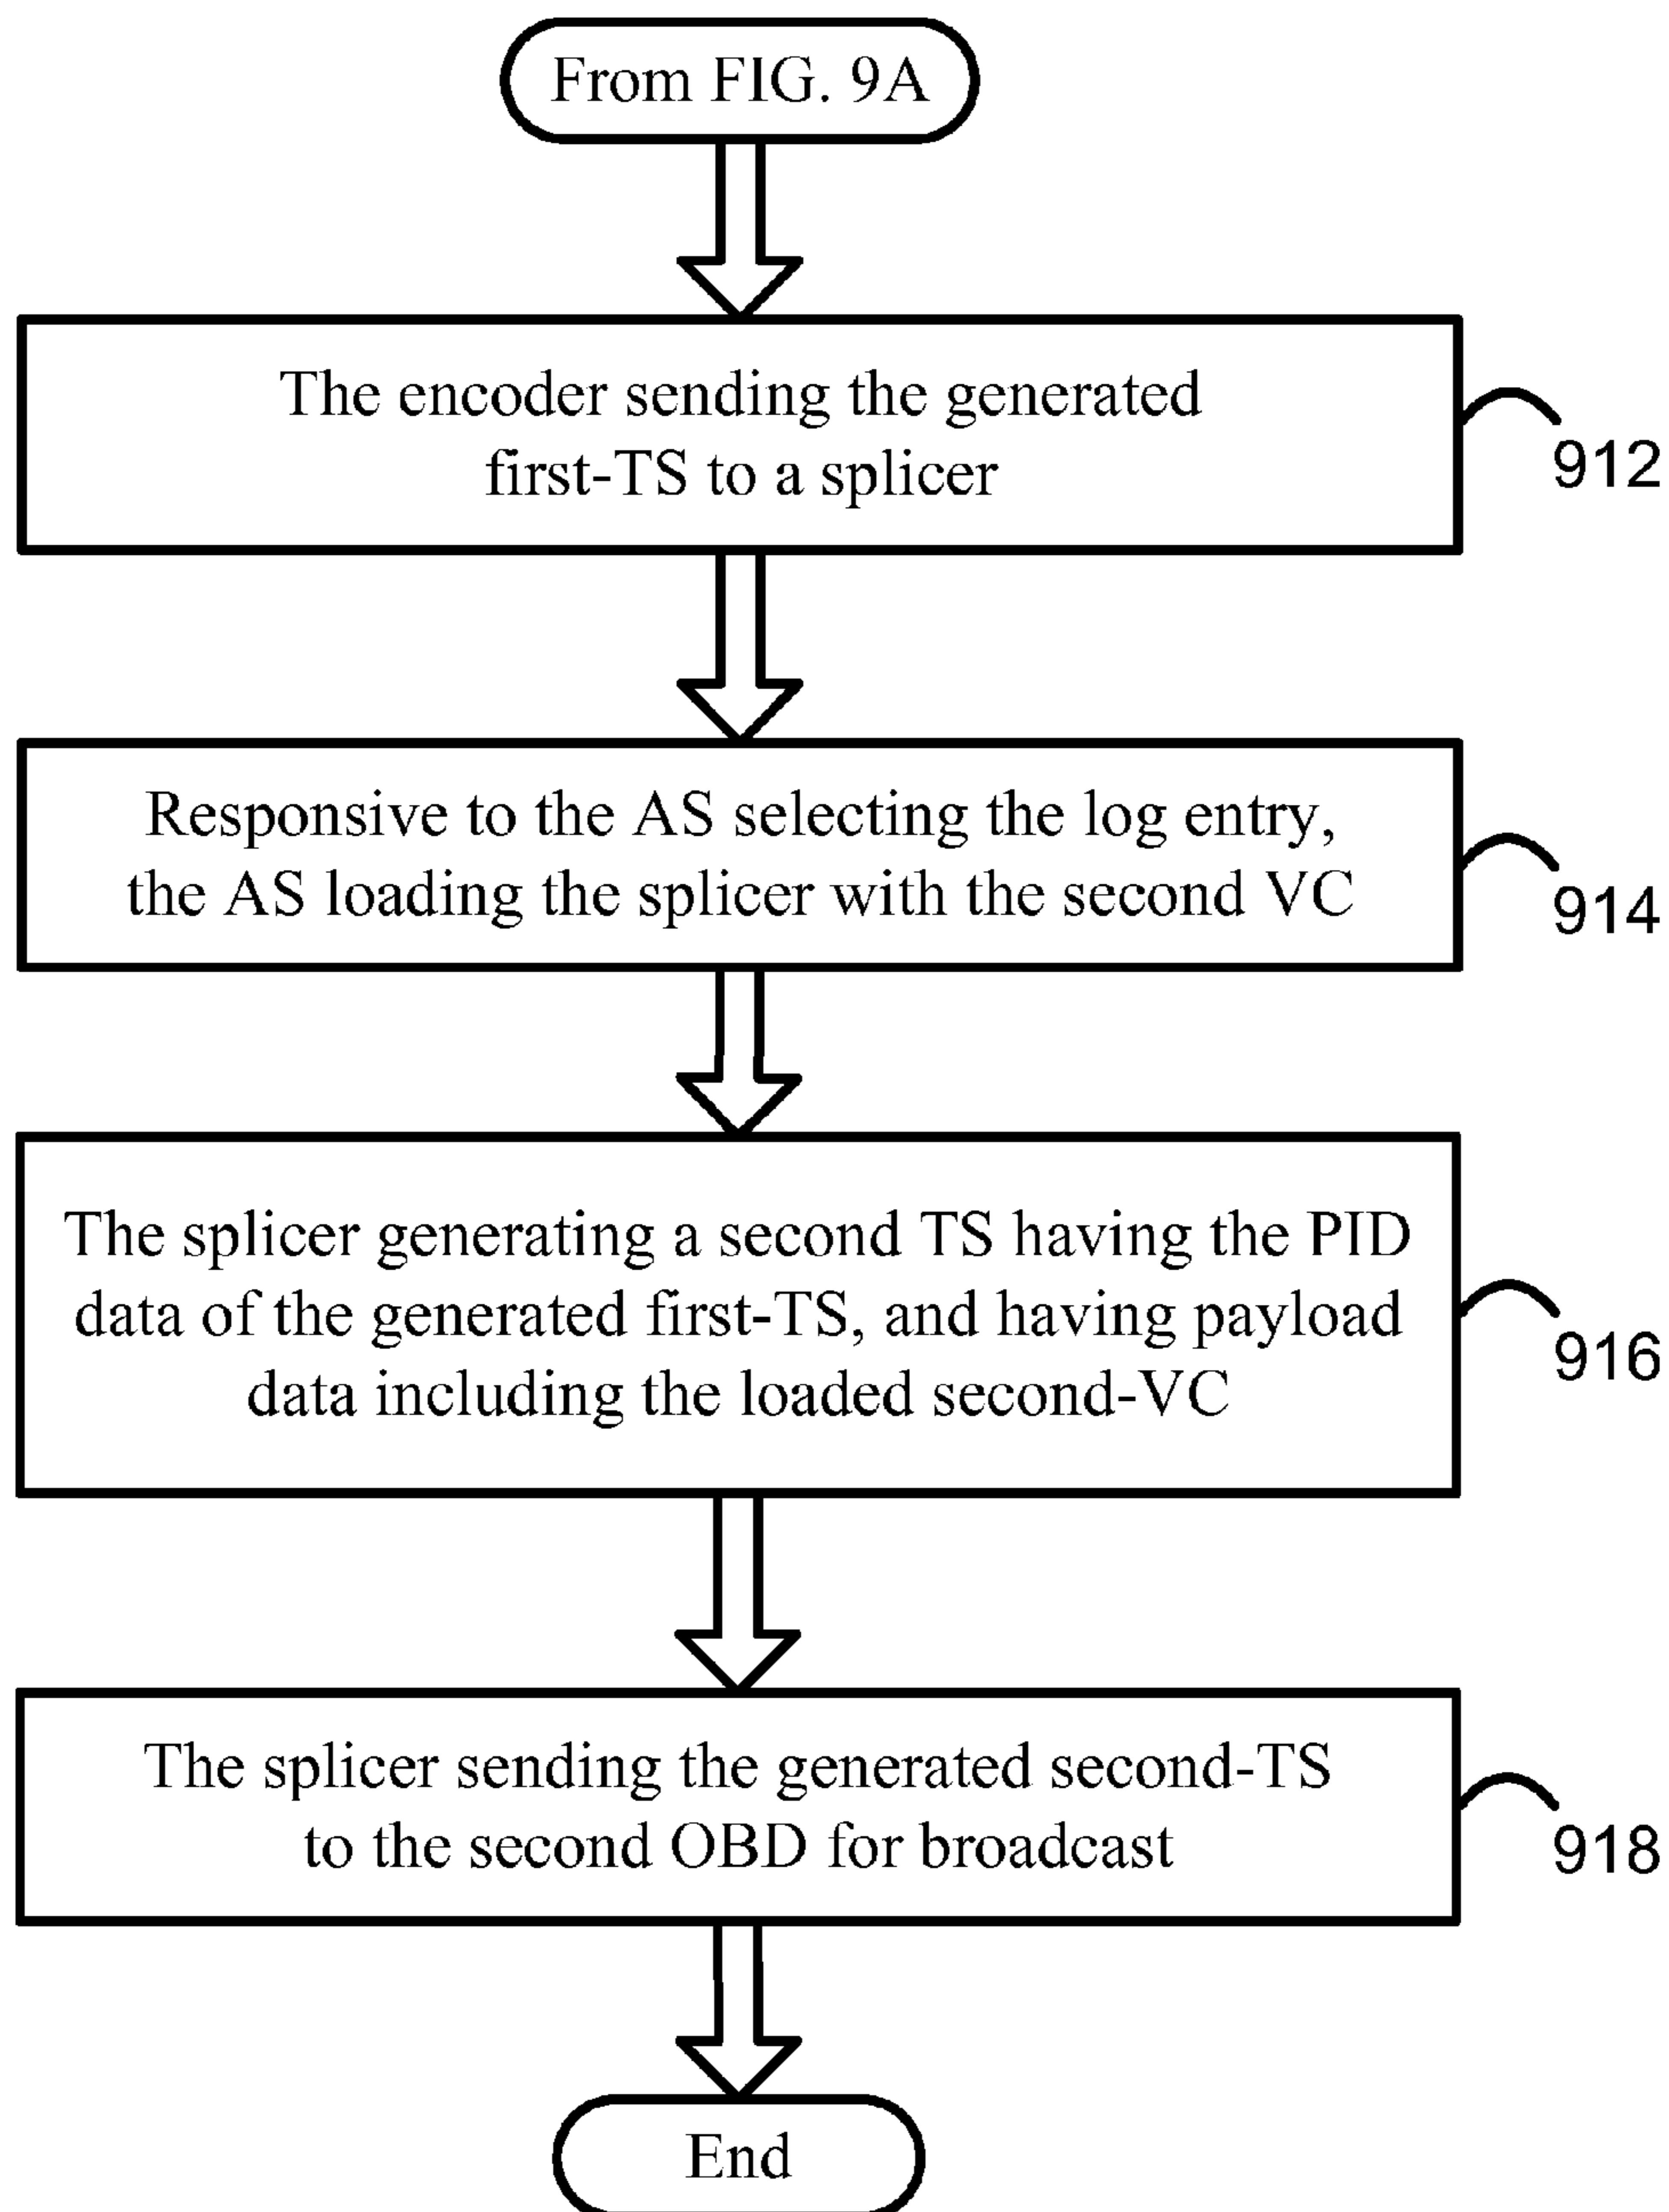 From FIG. 9A
The encoder sending the generated
first-TS to a splicer
912
Responsive to the AS selecting the log entry,
the AS loading the splicer with the second VC
914
The splicer generating a second TS having the PID
data of the generated first-TS, and having payload
data including the loaded second-VC
916
The splicer sending the generated second-TS
to the second OBD for broadcast
918
End